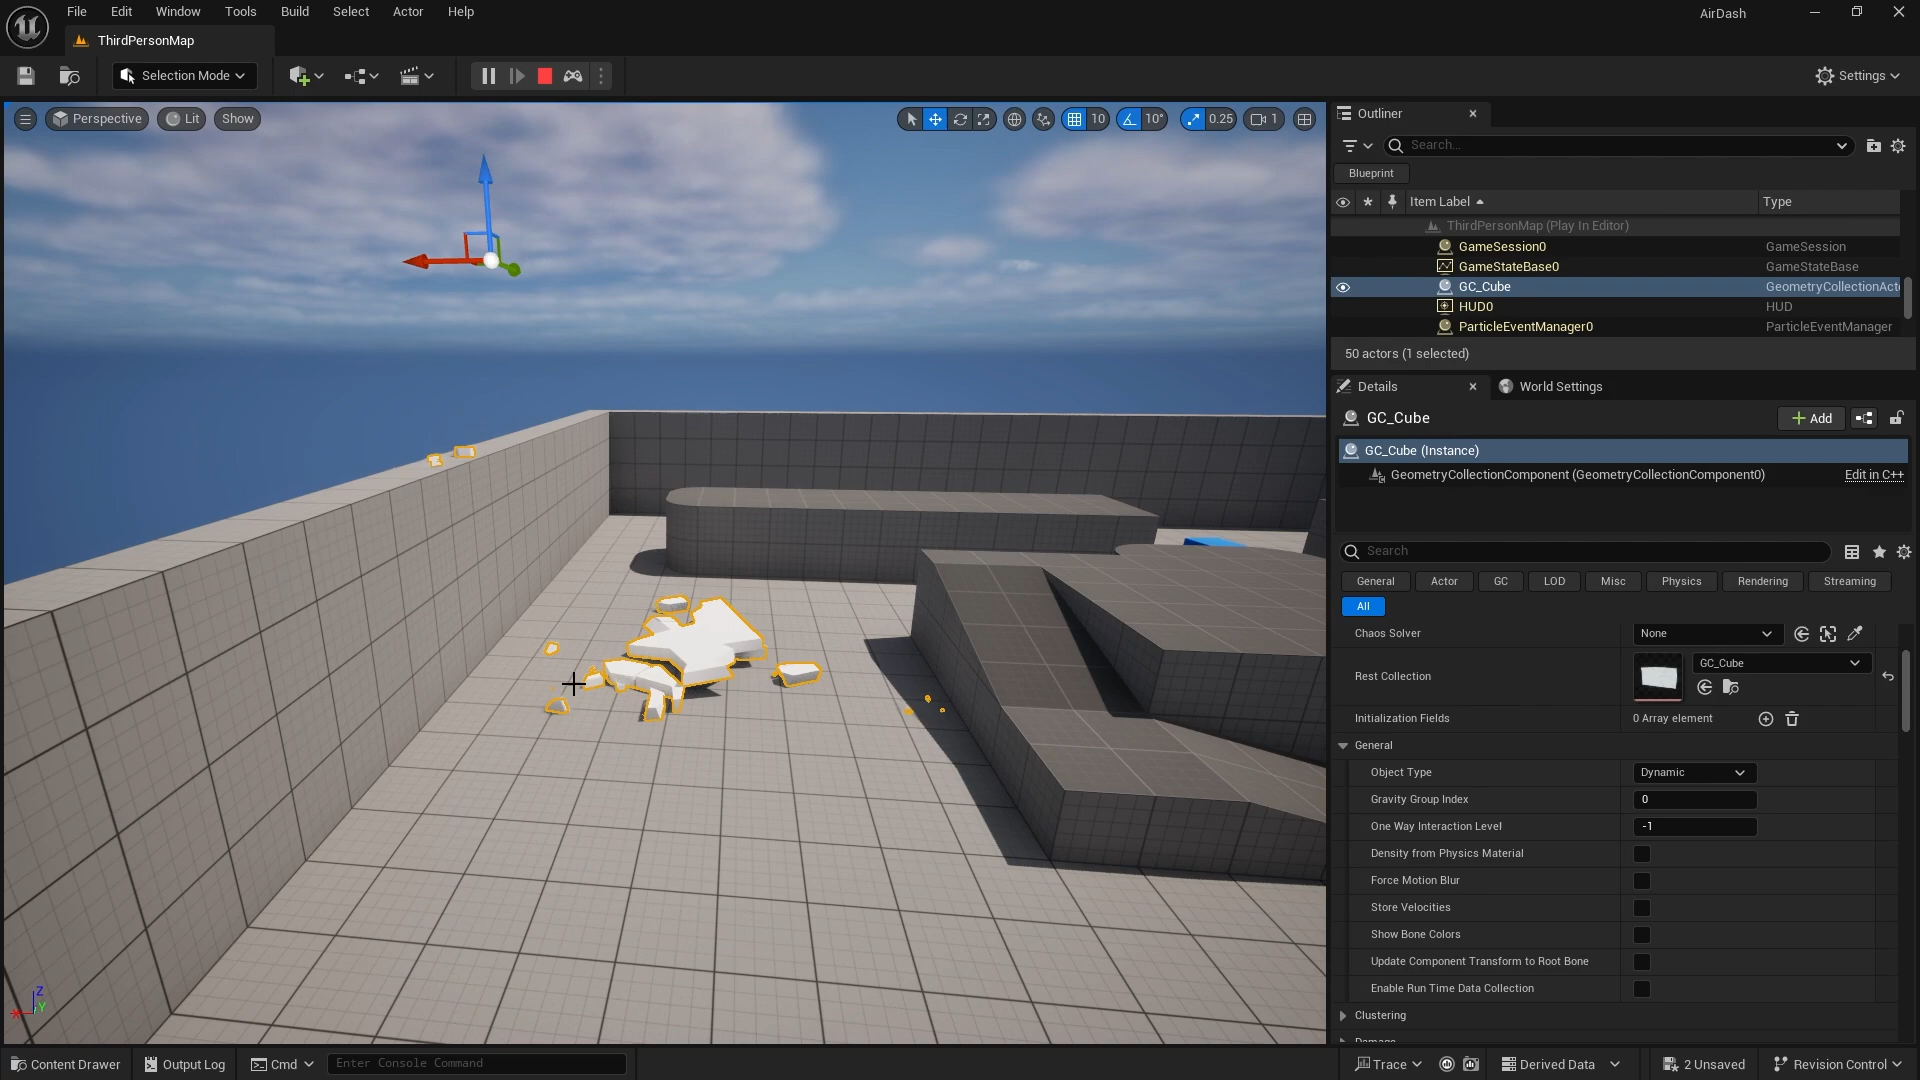 File Edit Window Tools Build Select Actor Help
AirDash
ThirdPersonMap
Selection Mode
Settings
Perspective Lit Show
10 10° 0.25 1
Outliner
Search...
Blueprint
Item Label Type
ThirdPersonMap (Play In Editor)
GameSession0 GameSession
GameStateBase0 GameStateBase
GC_Cube GeometryCollectionActo
HUD0 HUD
ParticleEventManager0 ParticleEventManager
50 actors (1 selected)
Details World Settings
GC_Cube
Add
GC_Cube (Instance)
GeometryCollectionComponent (GeometryCollectionComponent0) Edit in C++
Search
General Actor GC LOD Misc Physics Rendering Streaming
All
Chaos Solver None
GC_Cube
Rest Collection
Initialization Fields 0 Array element
General
Object Type Dynamic
Gravity Group Index 0
One Way Interaction Level -1
Density from Physics Material
Force Motion Blur
Store Velocities
Show Bone Colors
Update Component Transform to Root Bone
Enable Run Time Data Collection
Clustering
Z
Y
X
Content Drawer Output Log Cmd Enter Console Command
Trace Derived Data 2 Unsaved Revision Control